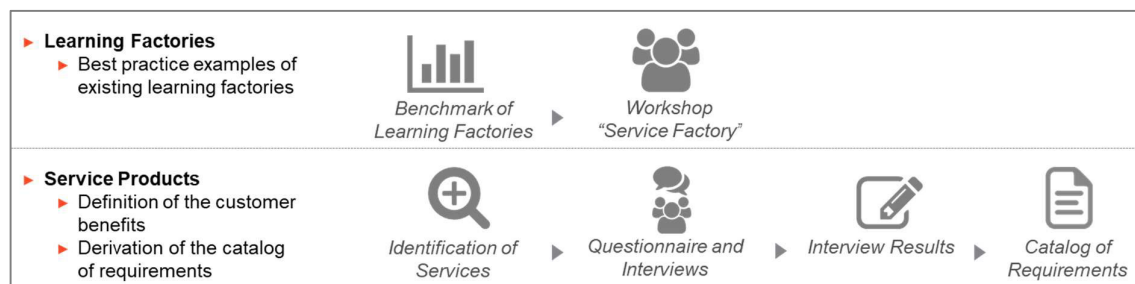 Learning Factories
Best practice examples of
existing learning factories
Benchmark of
Learning Factories
Workshop
“Service Factory”
Service Products
Definition of the customer
benefits
Derivation of the catalog
of requirements
Identification of
Services
Questionnaire and
Interviews
Interview Results
Catalog of
Requirements